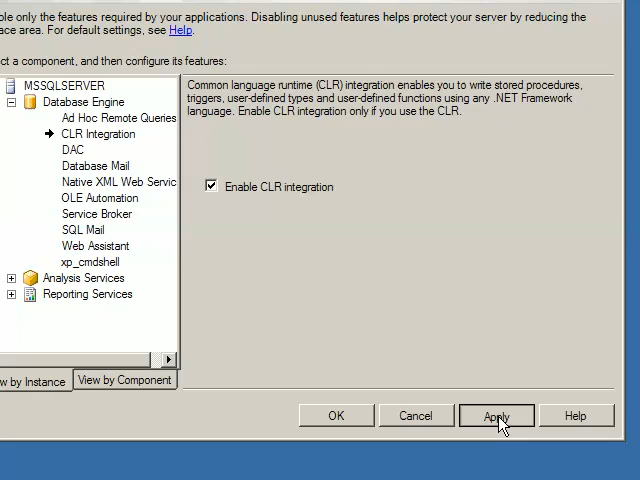 ble only the features required by your applications. Disabling unused features helps protect your server by reducing the
ace area. For default settings, see Help.
ct a component, and then configure its features:
MSSQLSERVER
Database Engine
Ad Hoc Remote Queries
CLR Integration
DAC
Database Mail
Native XML Web Servic
OLE Automation
Service Broker
SQL Mail
Web Assistant
xp_cmdshell
Analysis Services
Reporting Services
w by Instance
View by Component
Common language runtime (CLR) integration enables you to write stored procedures,
triggers, user-defined types and user-defined functions using any .NET Framework
language. Enable CLR integration only if you use the CLR.
Enable CLR integration
OK
Cancel
Apply
Help